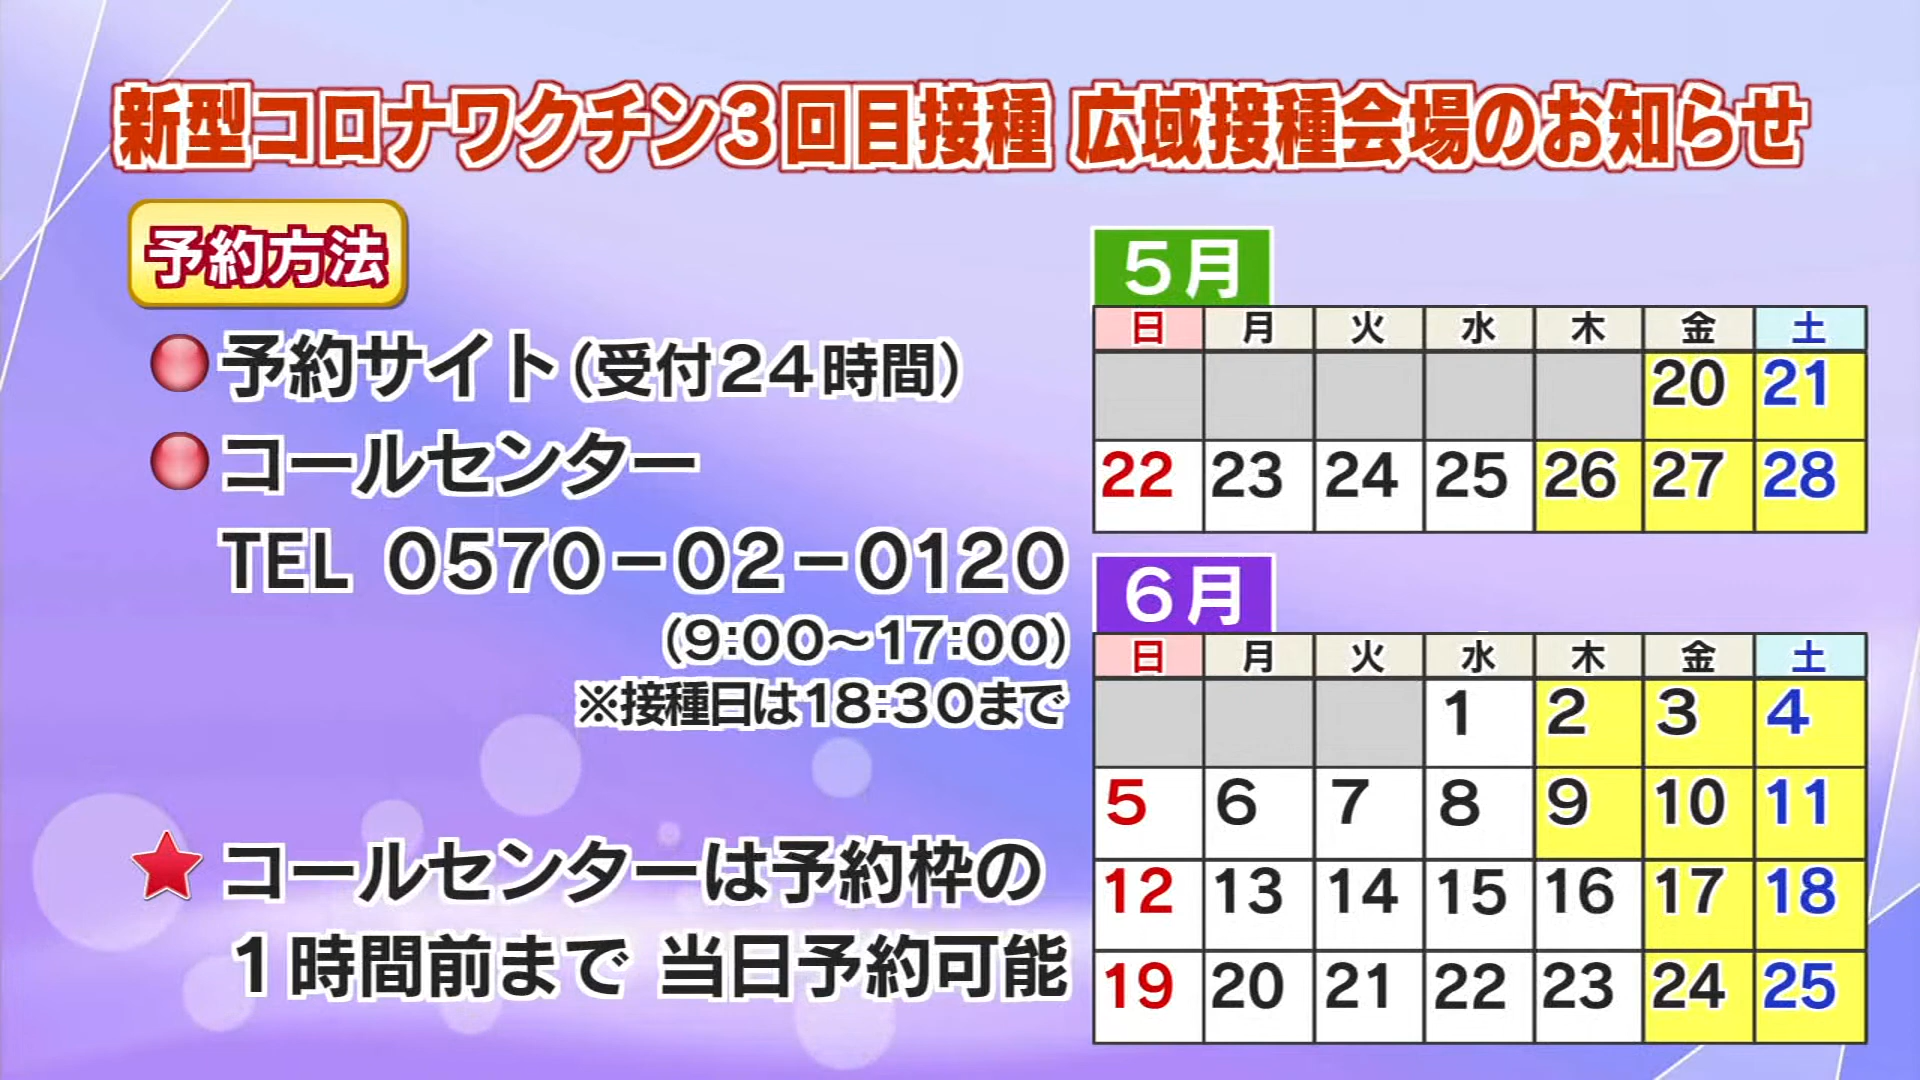 新型コロナワクチン３回目接種 広域接種会場のお知らせ
予約方法
予約サイト（受付２４時間）
コールセンター
TEL ０５７０－０２－０１２０
（９：００～１７：００）
※接種日は１８：３０まで
コールセンターは予約枠の
１時間前まで 当日予約可能
５月
日 月 火 水 木 金 土
20 21
22 23 24 25 26 27 28
６月
日 月 火 水 木 金 土
1 2 3 4
5 6 7 8 9 10 11
12 13 14 15 16 17 18
19 20 21 22 23 24 25